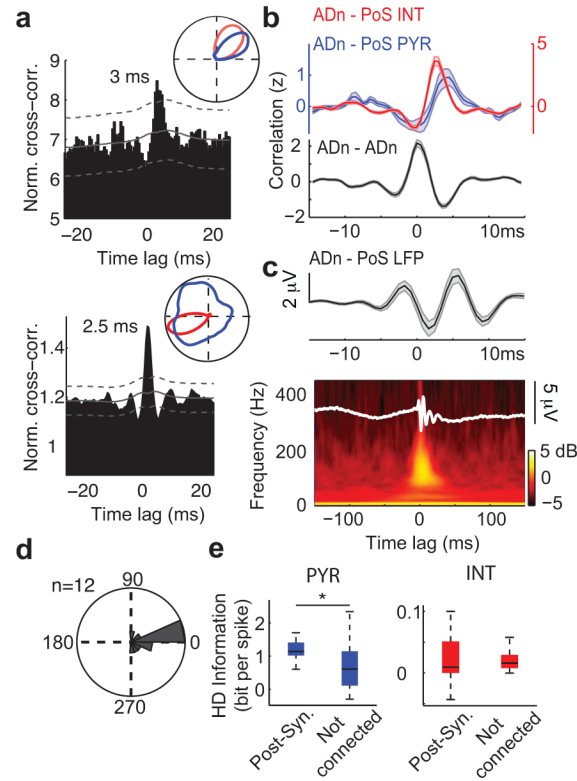 a
3 ms
9
8
7
6
5
Norm. cross-corr.
−20 0 20
Time lag (ms)
2.5 ms
1.4
1.2
1
Norm. cross-corr.
−20 0 20
Time lag (ms)
b
ADn - PoS INT
ADn - PoS PYR
1
0
5
0
ADn - ADn
2
0
−2
Correlation (z)
−10 0 10ms
c
ADn - PoS LFP
2 µV
−10 0 10ms
400
200
0
Frequency (Hz)
5 µV
5 dB
−5
−100 0 100
Time lag (ms)
d
n=12
90
180
0
270
e
PYR
*
2
1
0
HD Information
(bit per spike)
Post-Syn.
Not
connected
INT
0.1
0
Post-Syn.
Not
connected